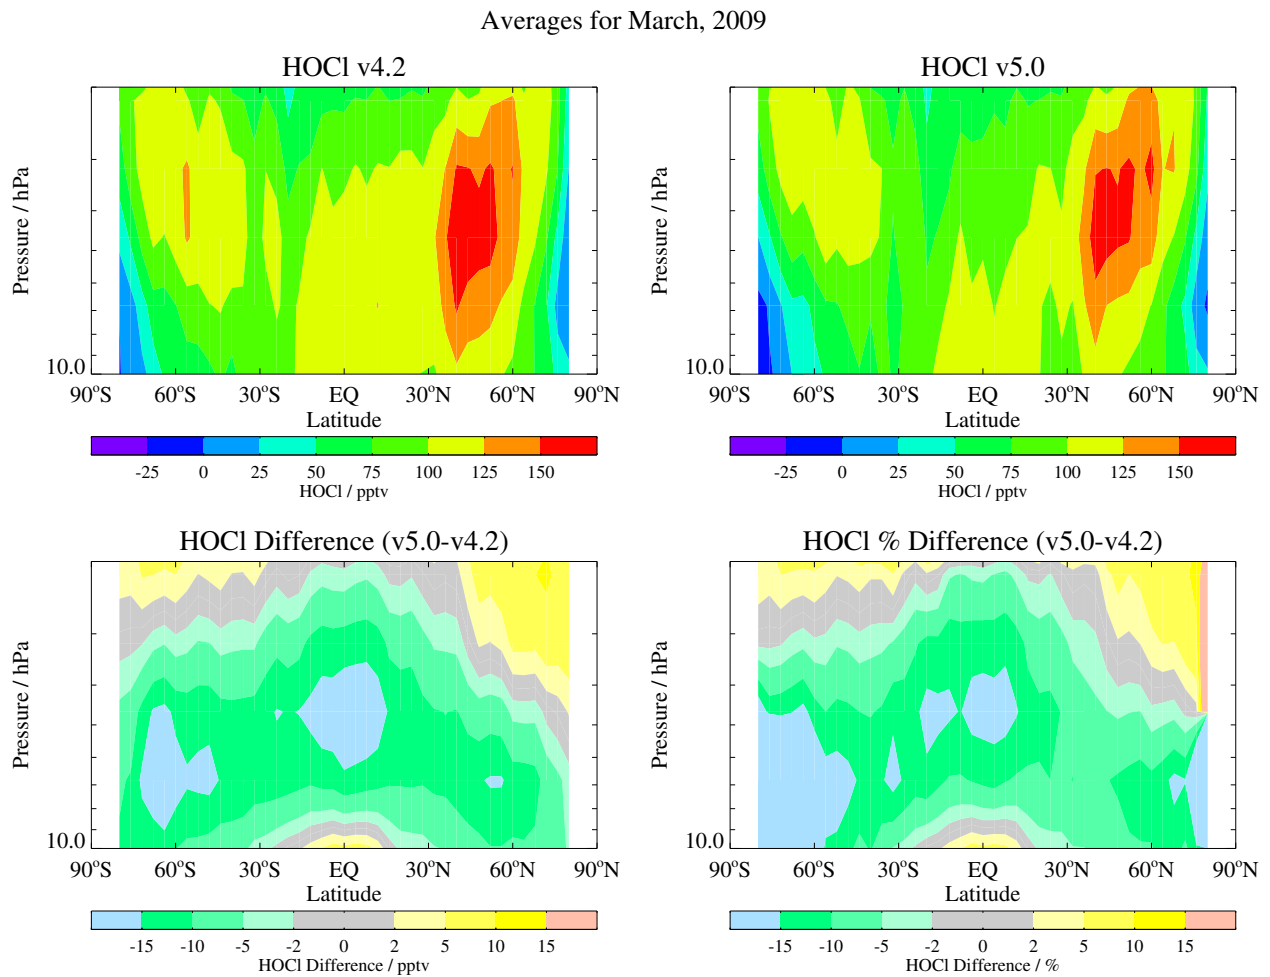 Averages for March, 2009
HOCl v4.2
HOCl v5.0
Pressure / hPa
10.0
90°S 60°S 30°S EQ 30°N 60°N 90°N
Latitude
-25 0 25 50 75 100 125 150
HOCl / pptv
Pressure / hPa
10.0
90°S 60°S 30°S EQ 30°N 60°N 90°N
Latitude
-25 0 25 50 75 100 125 150
HOCl / pptv
HOCl Difference (v5.0-v4.2)
HOCl % Difference (v5.0-v4.2)
Pressure / hPa
10.0
90°S 60°S 30°S EQ 30°N 60°N 90°N
Latitude
-15 -10 -5 -2 0 2 5 10 15
HOCl Difference / pptv
Pressure / hPa
10.0
90°S 60°S 30°S EQ 30°N 60°N 90°N
Latitude
-15 -10 -5 -2 0 2 5 10 15
HOCl Difference / %